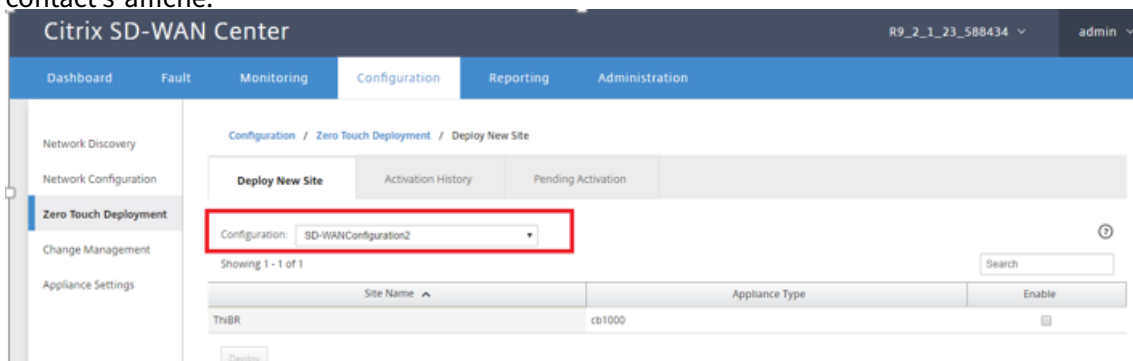 contact s'affiche.
Citrix SD-WAN Center R9_2_1_23_588434 admin
Dashboard Fault Monitoring Configuration Reporting Administration
Network Discovery
Network Configuration
Zero Touch Deployment
Change Management
Appliance Settings
Configuration / Zero Touch Deployment / Deploy New Site
Deploy New Site Activation History Pending Activation
Configuration: SD-WANConfiguration2
Showing 1 - 1 of 1 Search
Site Name Appliance Type Enable
ThiBR cb1000
Deploy